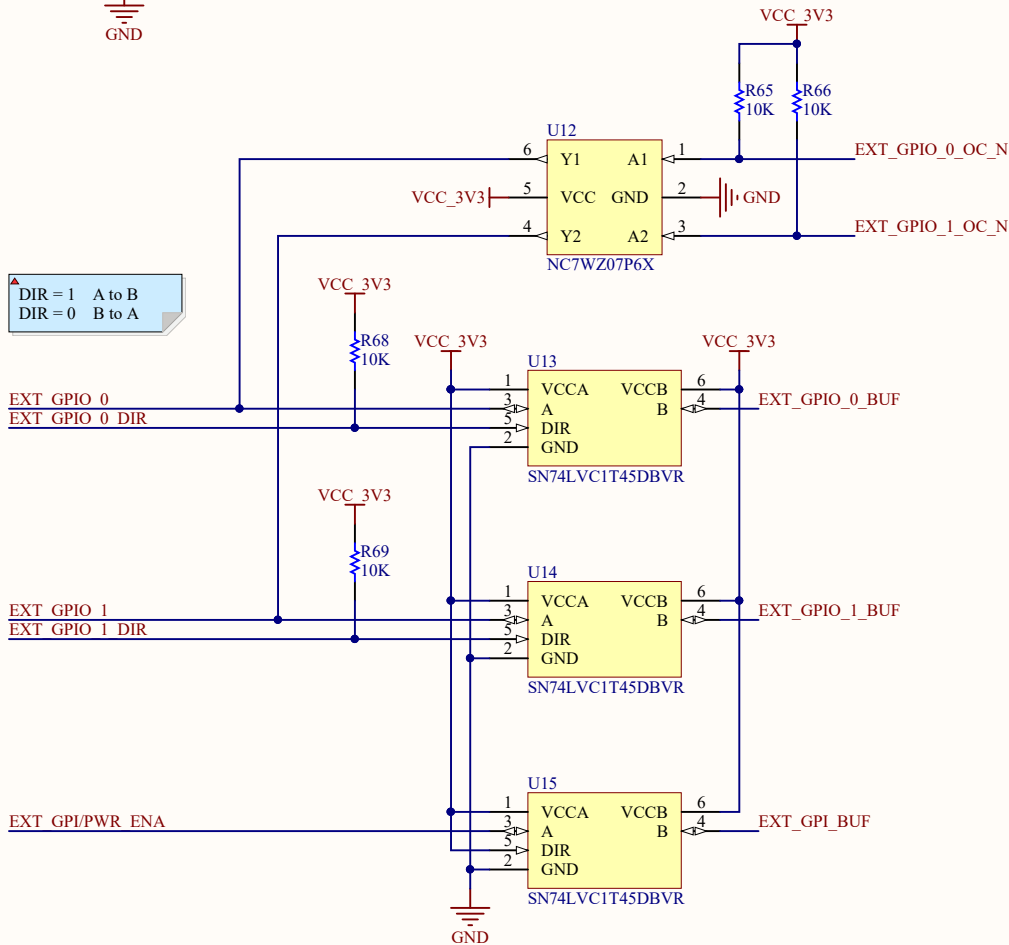 GND
VCC_3V3
R65
10K
R66
10K
U12
6 Y1 A1 1
EXT_GPIO_0_OC_N
VCC_3V3 5 VCC GND 2 GND
4 Y2 A2 3
EXT_GPIO_1_OC_N
NC7WZ07P6X
DIR = 1 A to B
DIR = 0 B to A
VCC_3V3
R68
10K
VCC_3V3
VCC_3V3
U13
1 VCCA VCCB 6
EXT_GPIO_0 3 A B 4 EXT_GPIO_0_BUF
EXT_GPIO_0_DIR 5 DIR
2 GND
SN74LVC1T45DBVR
VCC_3V3
R69
10K
U14
1 VCCA VCCB 6
EXT_GPIO_1 3 A B 4 EXT_GPIO_1_BUF
EXT_GPIO_1_DIR 5 DIR
2 GND
SN74LVC1T45DBVR
U15
1 VCCA VCCB 6
EXT_GPI/PWR_ENA 3 A B 4 EXT_GPI_BUF
5 DIR
2 GND
SN74LVC1T45DBVR
GND